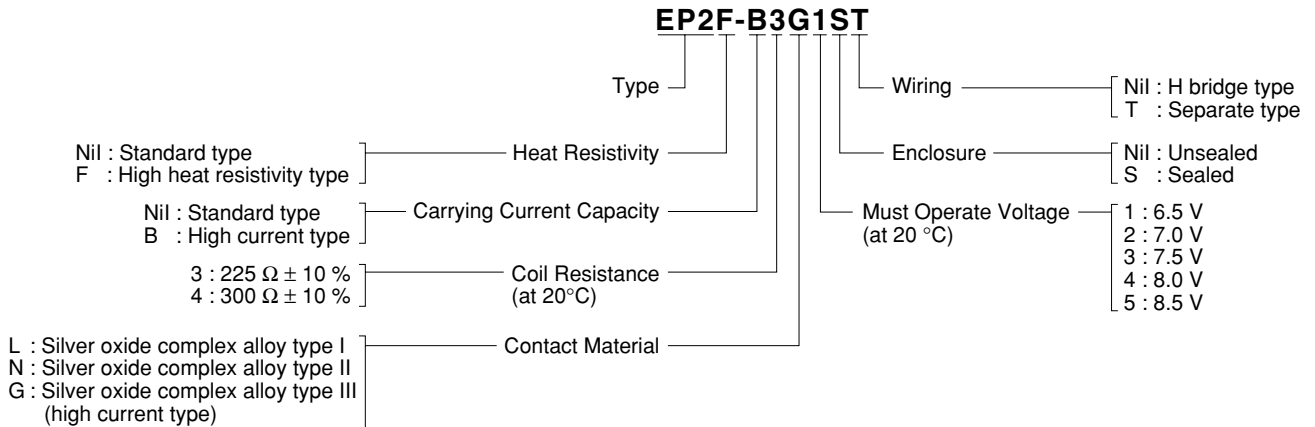 EP2F-B3G1ST
Type
Wiring
Nil : H bridge type
T : Separate type
Nil : Standard type
F : High heat resistivity type
Heat Resistivity
Enclosure
Nil : Unsealed
S : Sealed
Nil : Standard type
B : High current type
Carrying Current Capacity
Must Operate Voltage
(at 20 °C)
1 : 6.5 V
2 : 7.0 V
3 : 7.5 V
4 : 8.0 V
5 : 8.5 V
3 : 225 Ω ± 10 %
4 : 300 Ω ± 10 %
Coil Resistance
(at 20°C)
L : Silver oxide complex alloy type I
N : Silver oxide complex alloy type II
G : Silver oxide complex alloy type III
(high current type)
Contact Material